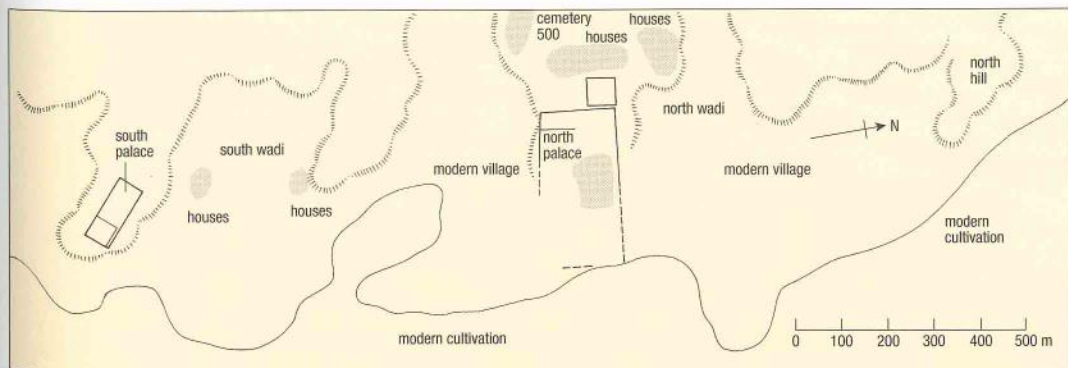 cemetery
500
houses
houses
north
hill
north wadi
N
south
palace
south wadi
north
palace
modern village
modern village
houses
houses
modern
cultivation
modern cultivation
0 100 200 300 400 500 m